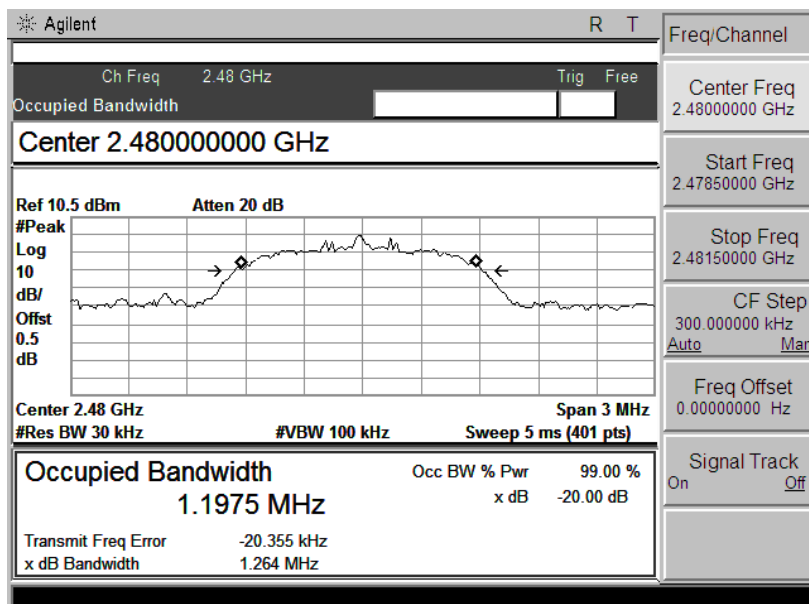 Agilent R T
Freq/Channel
Ch Freq 2.48 GHz Trig Free
Occupied Bandwidth
Center 2.480000000 GHz
Ref 10.5 dBm Atten 20 dB
#Peak
Log
10
dB/
Offst
0.5
dB
Center 2.48 GHz Span 3 MHz
#Res BW 30 kHz #VBW 100 kHz Sweep 5 ms (401 pts)
Occupied Bandwidth
1.1975 MHz
Occ BW % Pwr 99.00 %
x dB -20.00 dB
Transmit Freq Error -20.355 kHz
x dB Bandwidth 1.264 MHz
Center Freq
2.48000000 GHz
Start Freq
2.47850000 GHz
Stop Freq
2.48150000 GHz
CF Step
300.000000 kHz
Auto Man
Freq Offset
0.00000000 Hz
Signal Track
On Off